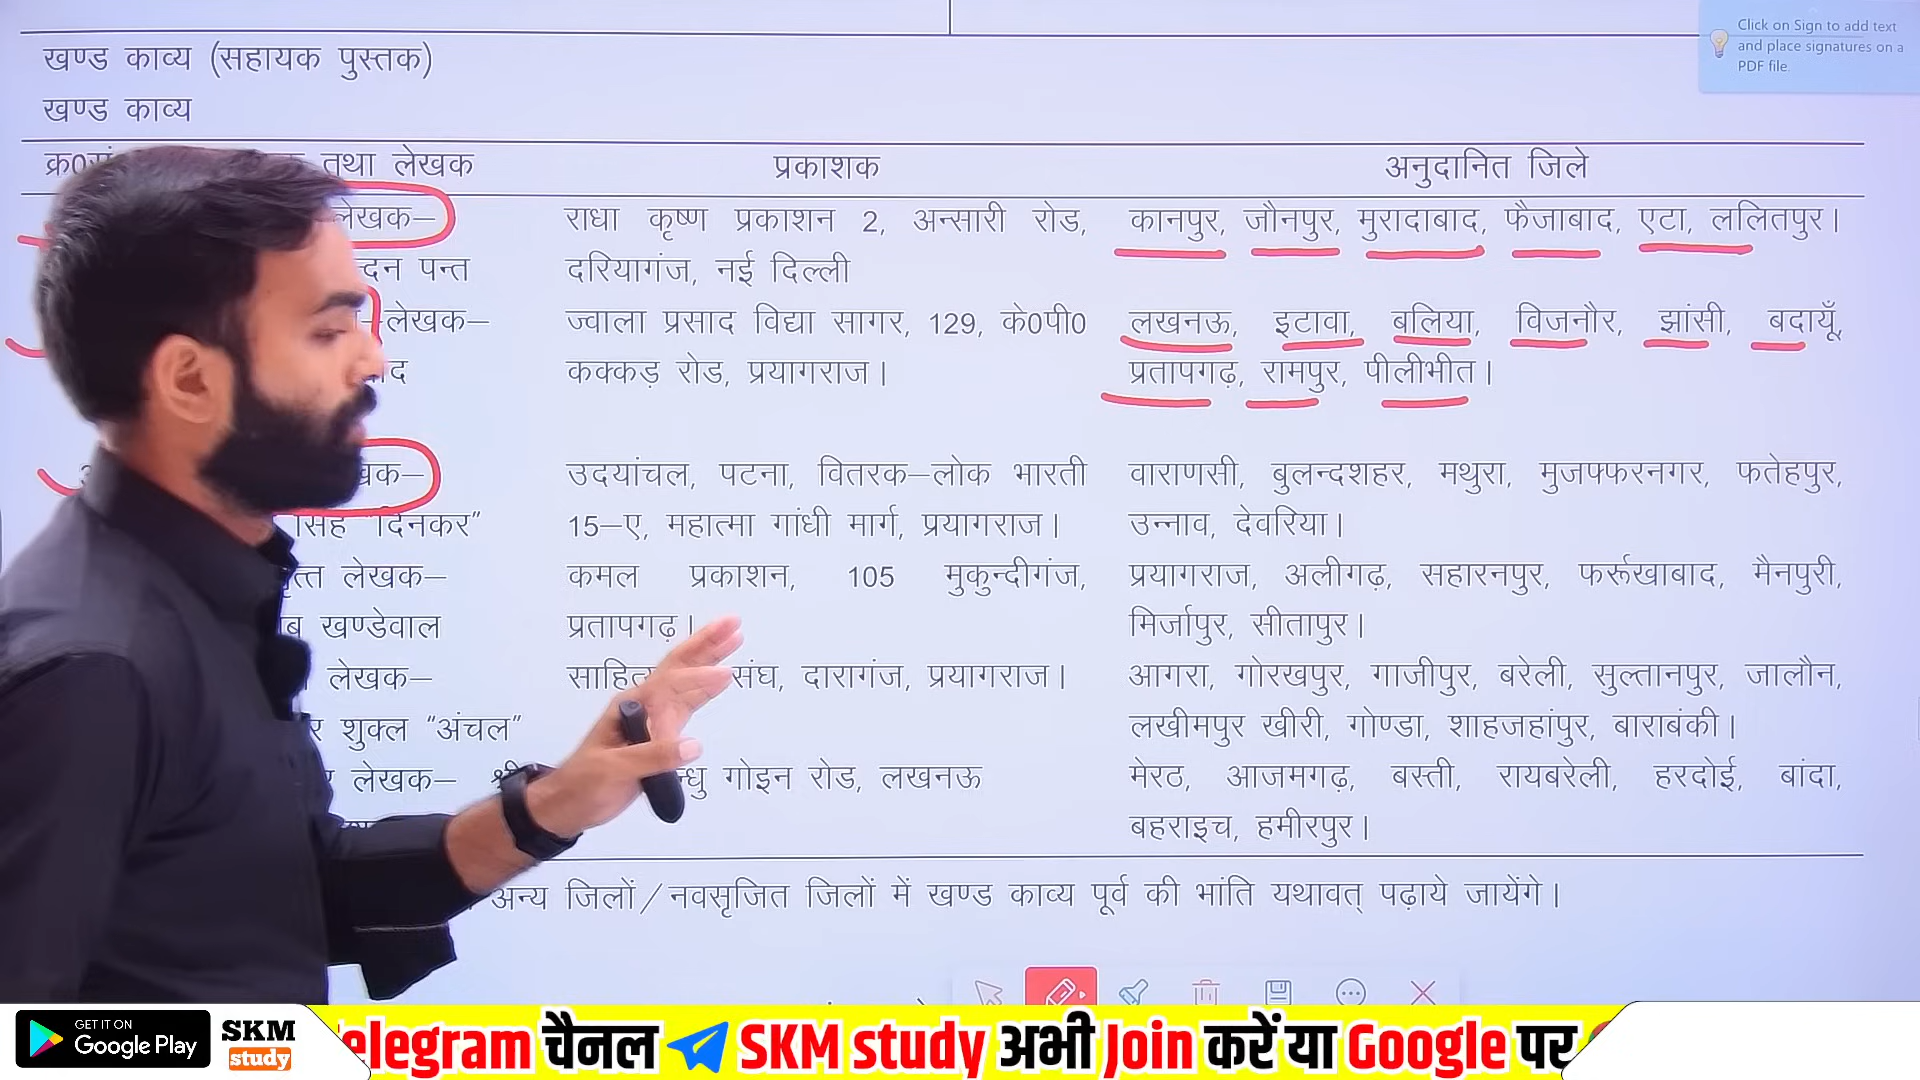 Click on Sign to add text
and place signatures on a
PDF file.
खण्ड काव्य (सहायक पुस्तक)
खण्ड काव्य
तथा लेखक प्रकाशक अनुदानित जिले
लेखक– राधा कृष्ण प्रकाशन 2, अन्सारी रोड, कानपुर, जौनपुर, मुरादाबाद, फैजाबाद, एटा, ललितपुर।
पन्त दरियागंज, नई दिल्ली
लेखक– ज्वाला प्रसाद विद्या सागर, 129, के0पी0 लखनऊ, इटावा, बलिया, विजनौर, झांसी, बदायूँ,
कक्कड़ रोड, प्रयागराज। प्रतापगढ़, रामपुर, पीलीभीत।
उदयांचल, पटना, वितरक–लोक भारती वाराणसी, बुलन्दशहर, मथुरा, मुजफ्फरनगर, फतेहपुर,
सिंह "दिनकर" 15–ए, महात्मा गांधी मार्ग, प्रयागराज। उन्नाव, देवरिया।
लेखक– कमल प्रकाशन, 105 मुकुन्दीगंज, प्रयागराज, अलीगढ़, सहारनपुर, फर्रूखाबाद, मैनपुरी,
खण्डेवाल प्रतापगढ़। मिर्जापुर, सीतापुर।
लेखक– संघ, दारागंज, प्रयागराज। आगरा, गोरखपुर, गाजीपुर, बरेली, सुल्तानपुर, जालौन,
शुक्ल "अंचल" लखीमपुर खीरी, गोण्डा, शाहजहांपुर, बाराबंकी।
लेखक– गोइन रोड, लखनऊ मेरठ, आजमगढ़, बस्ती, रायबरेली, हरदोई, बांदा,
बहराइच, हमीरपुर।
अन्य जिलों/नवसृजित जिलों में खण्ड काव्य पूर्व की भांति यथावत् पढ़ाये जायेंगे।
GET IT ON
Google Play
SKM
study
elegram चैनल SKM study अभी Join करें या Google पर